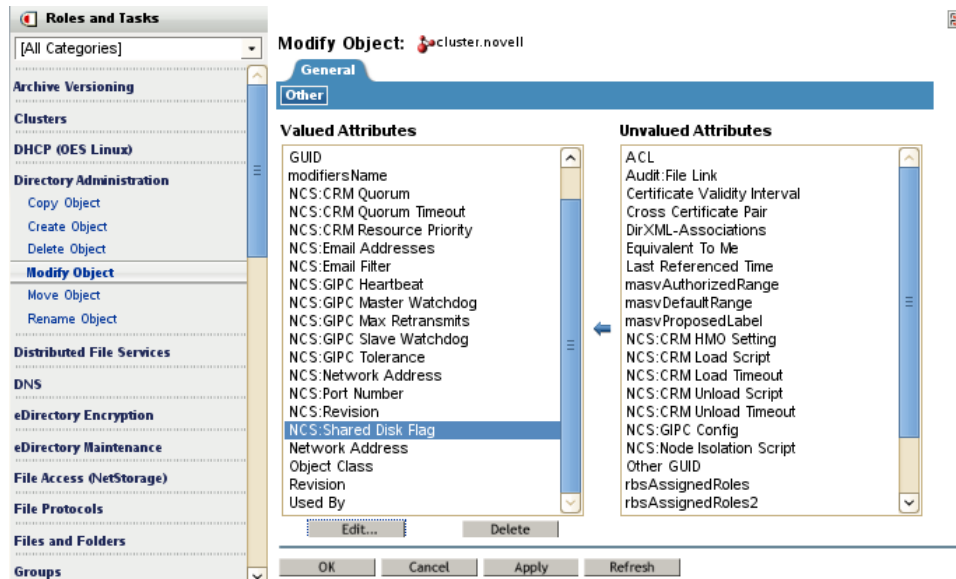 Roles and Tasks
[All Categories]
Archive Versioning
Clusters
DHCP (OES Linux)
Directory Administration
Copy Object
Create Object
Delete Object
Modify Object
Move Object
Rename Object
Distributed File Services
DNS
eDirectory Encryption
eDirectory Maintenance
File Access (NetStorage)
File Protocols
Files and Folders
Groups
Modify Object: cluster.novell
General
Other
Valued Attributes
GUID
modifiersName
NCS:CRM Quorum
NCS:CRM Quorum Timeout
NCS:CRM Resource Priority
NCS:Email Addresses
NCS:Email Filter
NCS:GIPC Heartbeat
NCS:GIPC Master Watchdog
NCS:GIPC Max Retransmits
NCS:GIPC Slave Watchdog
NCS:GIPC Tolerance
NCS:Network Address
NCS:Port Number
NCS:Revision
NCS:Shared Disk Flag
Network Address
Object Class
Revision
Used By
Edit...
Delete
Unvalued Attributes
ACL
Audit:File Link
Certificate Validity Interval
Cross Certificate Pair
DirXML-Associations
Equivalent To Me
Last Referenced Time
masvAuthorizedRange
masvDefaultRange
masvProposedLabel
NCS:CRM HMO Setting
NCS:CRM Load Script
NCS:CRM Load Timeout
NCS:CRM Unload Script
NCS:CRM Unload Timeout
NCS:GIPC Config
NCS:Node Isolation Script
Other GUID
rbsAssignedRoles
rbsAssignedRoles2
OK
Cancel
Apply
Refresh